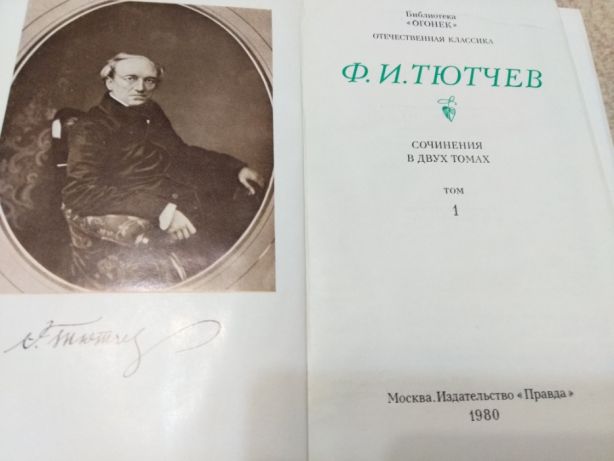 Ѳ. Тютчев
Библиотека
«ОГОНЕК»
ОТЕЧЕСТВЕННАЯ КЛАССИКА
Ф. И. ТЮТЧЕВ
СОЧИНЕНИЯ
В ДВУХ ТОМАХ
ТОМ
1
Москва. Издательство «Правда»
1980